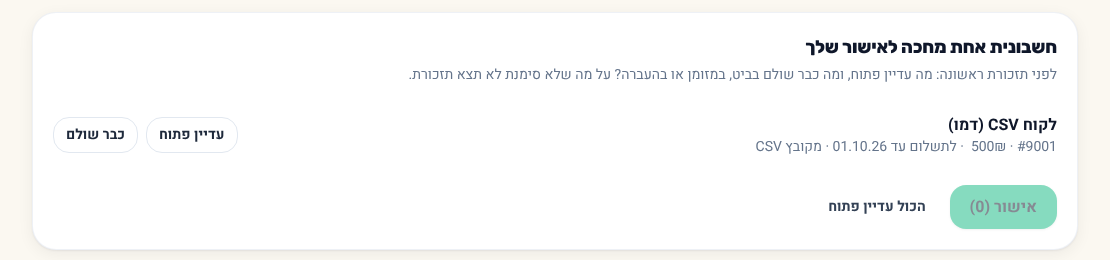 חשבונית אחת מחכה לאישור שלך
לפני תזכורת ראשונה: מה עדיין פתוח, ומה כבר שולם בביט, במזומן או בהעברה? על מה שלא סימנת לא תצא תזכורת.
לקוח CSV (דמו)
#9001 · 500₪ · לתשלום עד 01.10.26 · מקובץ CSV
עדיין פתוח
כבר שולם
אישור (0)
הכול עדיין פתוח